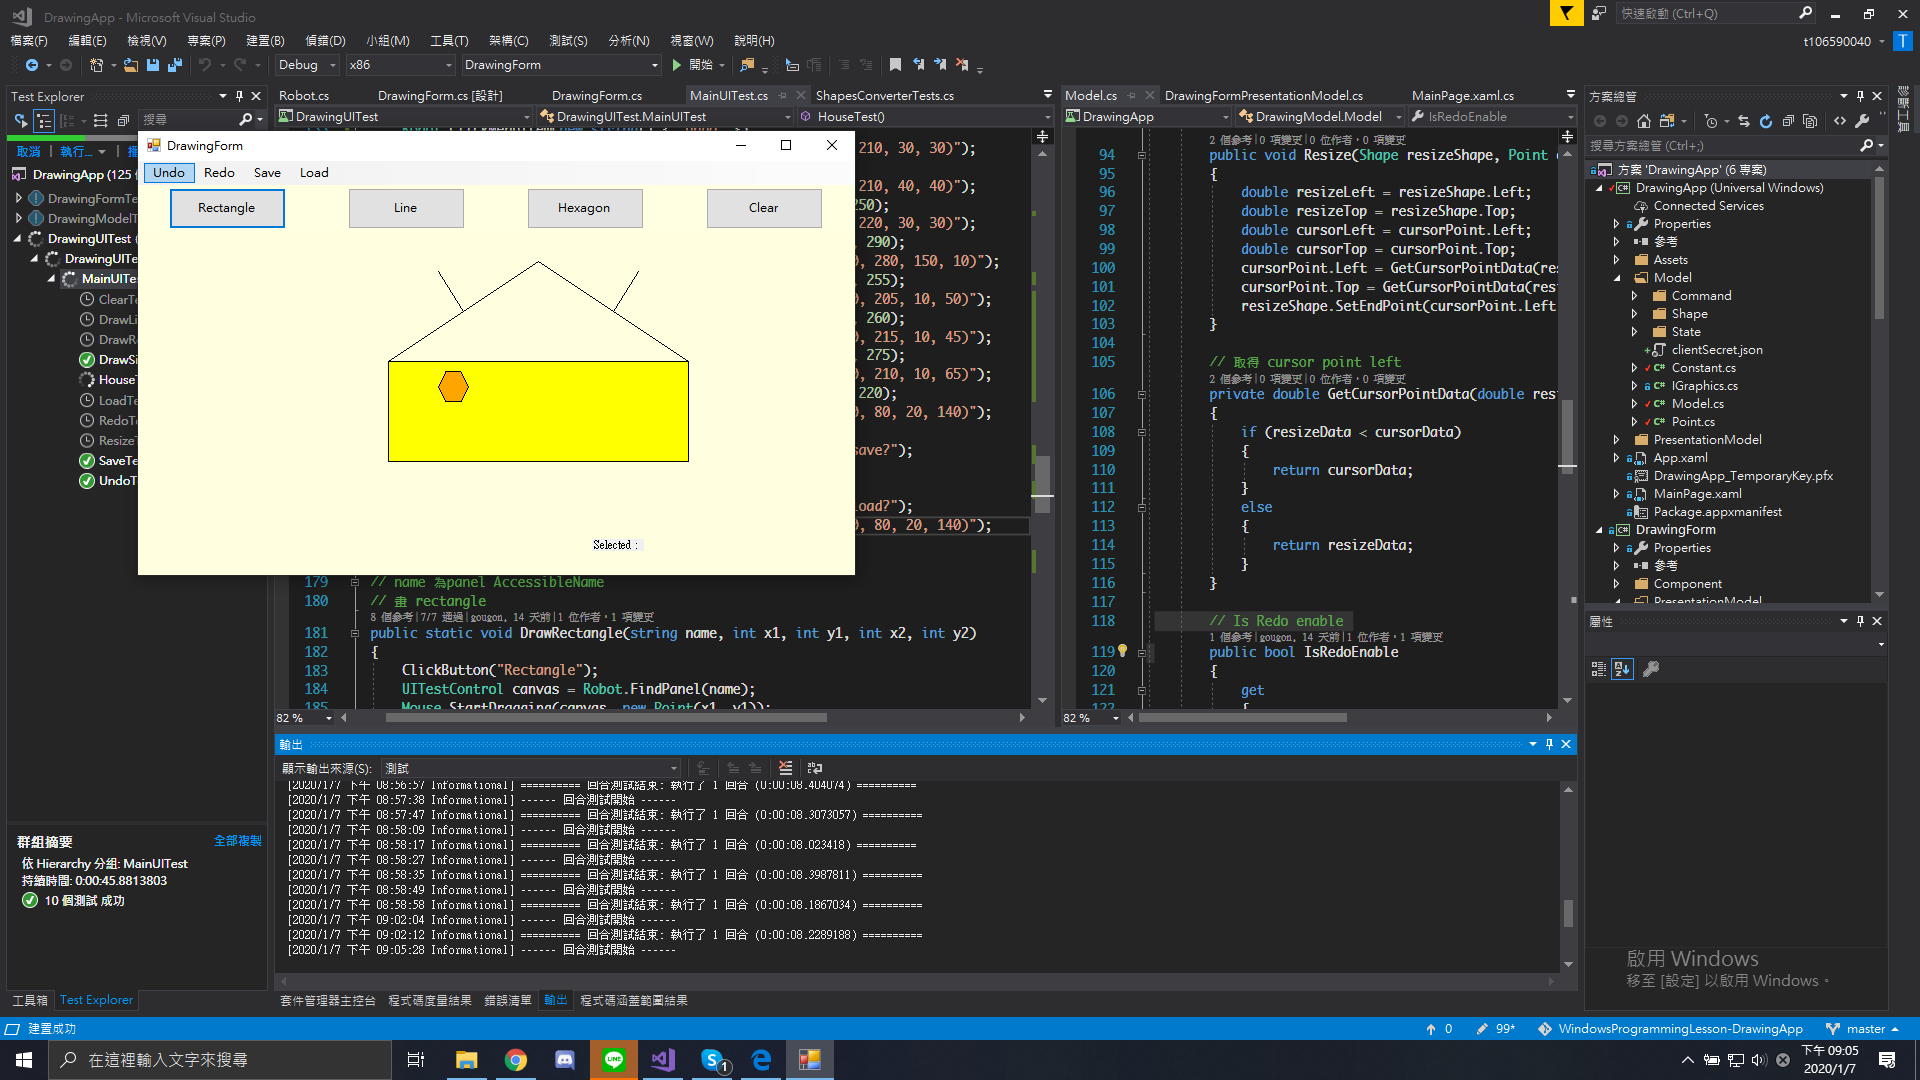 DrawingApp - Microsoft Visual Studio
快速啟動 (Ctrl+Q)
檔案(F) 編輯(E) 檢視(V) 專案(P) 建置(B) 偵錯(D) 小組(M) 工具(T) 架構(C) 測試(S) 分析(N) 視窗(W) 說明(H)
t106590040
T
Debug x86 DrawingForm 開始
Test Explorer
搜尋
取消 執行...
DrawingApp (125
DrawingFormTe
DrawingModelT
DrawingUITest (
DrawingUITe
MainUITe
ClearTe
DrawLi
DrawRe
DrawSi
HouseT
LoadTe
RedoTe
ResizeT
SaveTe
UndoT
群組摘要
全部複製
依 Hierarchy 分組: MainUITest
持續時間: 0:00:45.8813803
10 個測試 成功
工具箱 Test Explorer
Robot.cs DrawingForm.cs [設計] DrawingForm.cs MainUITest.cs ShapesConverterTests.cs
DrawingUITest DrawingUITest.MainUITest HouseTest()
DrawingForm
Undo Redo Save Load
Rectangle Line Hexagon Clear
Selected :
210, 30, 30)");
210, 40, 40)");
250);
220, 30, 30)");
, 290);
), 280, 150, 10)");
, 255);
), 205, 10, 50)");
, 260);
), 215, 10, 45)");
, 275);
), 210, 10, 65)");
, 220);
), 80, 20, 140)");
save?");
load?");
), 80, 20, 140)");
179 // name 為panel AccessibleName
180 // 畫 rectangle
8 個參考|7/7 通過|gougon, 14 天前|1 位作者，1 項變更
181 public static void DrawRectangle(string name, int x1, int y1, int x2, int y2)
182 {
183 ClickButton("Rectangle");
184 UITestControl canvas = Robot.FindPanel(name);
185 Mouse.StartDragging(canvas, new Point(x1, y1));
82 %
Model.cs DrawingFormPresentationModel.cs MainPage.xaml.cs
DrawingApp DrawingModel.Model IsRedoEnable
2 個參考|0 項變更|0 位作者，0 項變更
94 public void Resize(Shape resizeShape, Point
95 {
96 double resizeLeft = resizeShape.Left;
97 double resizeTop = resizeShape.Top;
98 double cursorLeft = cursorPoint.Left;
99 double cursorTop = cursorPoint.Top;
100 cursorPoint.Left = GetCursorPointData(res
101 cursorPoint.Top = GetCursorPointData(rest
102 resizeShape.SetEndPoint(cursorPoint.Left
103 }
104
105 // 取得 cursor point left
2 個參考|0 項變更|0 位作者，0 項變更
106 private double GetCursorPointData(double res
107 {
108 if (resizeData < cursorData)
109 {
110 return cursorData;
111 }
112 else
113 {
114 return resizeData;
115 }
116 }
117
118 // Is Redo enable
1 個參考|gougon, 14 天前|1 位作者，1 項變更
119 public bool IsRedoEnable
120 {
121 get
122 {
82 %
輸出
顯示輸出來源(S): 測試
[2020/1/7 下午 08:56:57 Informational] ========== 回合測試結束: 執行了 1 回合 (0:00:08.404074) ==========
[2020/1/7 下午 08:57:38 Informational] ------ 回合測試開始 ------
[2020/1/7 下午 08:57:47 Informational] ========== 回合測試結束: 執行了 1 回合 (0:00:08.3073057) ==========
[2020/1/7 下午 08:58:09 Informational] ------ 回合測試開始 ------
[2020/1/7 下午 08:58:17 Informational] ========== 回合測試結束: 執行了 1 回合 (0:00:08.023418) ==========
[2020/1/7 下午 08:58:27 Informational] ------ 回合測試開始 ------
[2020/1/7 下午 08:58:35 Informational] ========== 回合測試結束: 執行了 1 回合 (0:00:08.3987811) ==========
[2020/1/7 下午 08:58:49 Informational] ------ 回合測試開始 ------
[2020/1/7 下午 08:58:58 Informational] ========== 回合測試結束: 執行了 1 回合 (0:00:08.1867034) ==========
[2020/1/7 下午 09:02:04 Informational] ------ 回合測試開始 ------
[2020/1/7 下午 09:02:12 Informational] ========== 回合測試結束: 執行了 1 回合 (0:00:08.2289188) ==========
[2020/1/7 下午 09:05:28 Informational] ------ 回合測試開始 ------
套件管理器主控台 程式碼度量結果 錯誤清單 輸出 程式碼涵蓋範圍結果
方案總管
搜尋方案總管 (Ctrl+;)
方案 'DrawingApp' (6 專案)
DrawingApp (Universal Windows)
Connected Services
Properties
參考
Assets
Model
Command
Shape
State
clientSecret.json
Constant.cs
IGraphics.cs
Model.cs
Point.cs
PresentationModel
App.xaml
DrawingApp_TemporaryKey.pfx
MainPage.xaml
Package.appxmanifest
DrawingForm
Properties
參考
Component
PresentationModel
診斷工具
屬性
啟用 Windows
移至 [設定] 以啟用 Windows。
建置成功
0 99* WindowsProgrammingLesson-DrawingApp master
在這裡輸入文字來搜尋
LINE
1
下午 09:05
2020/1/7